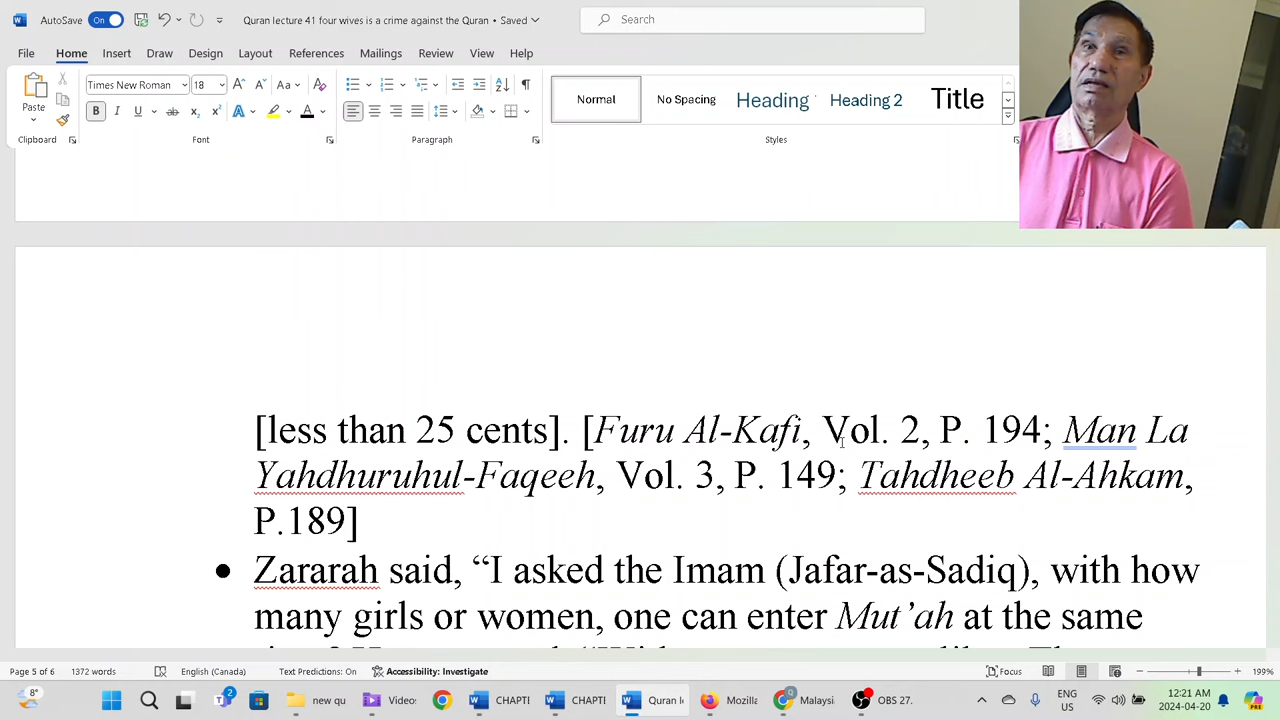 AutoSave On Quran lecture 41 four wives is a crime against the Quran • Saved Search
File Home Insert Draw Design Layout References Mailings Review View Help
Paste Times New Roman 18 Aa
Normal No Spacing Heading Heading 2 Title
Clipboard Font Paragraph Styles
[less than 25 cents]. [Furu Al-Kafi, Vol. 2, P. 194; Man La
Yahdhuruhul-Faqeeh, Vol. 3, P. 149; Tahdheeb Al-Ahkam,
P.189]
• Zararah said, “I asked the Imam (Jafar-as-Sadiq), with how
many girls or women, one can enter Mut’ah at the same
Page 5 of 6 1372 words English (Canada) Text Predictions: On Accessibility: Investigate Focus 199%
8° 2 new qu Videos CHAPTI CHAPTI Quran le Mozilla Malaysi OBS 27. ENG US 12:21 AM 2024-04-20